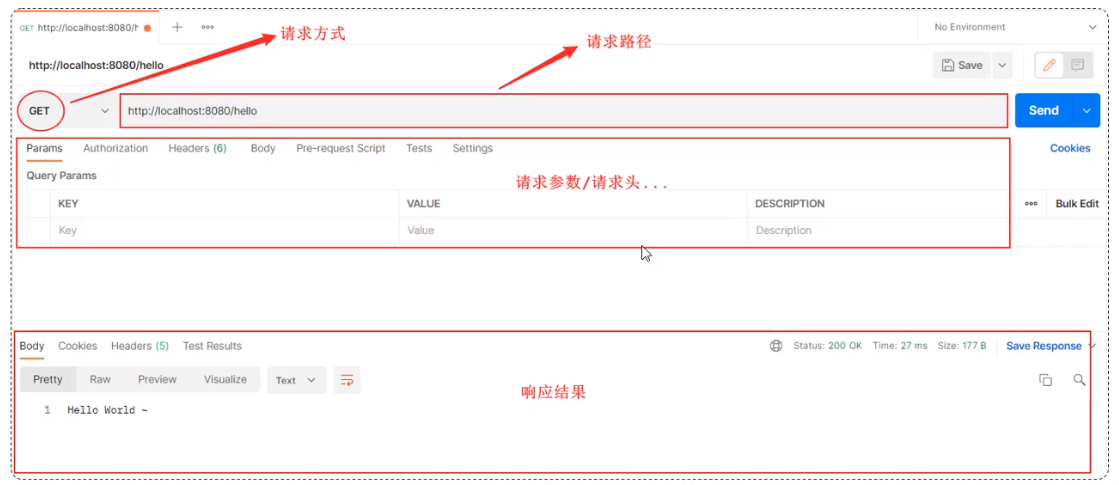 GET http://localhost:8080/h
No Environment
请求方式
请求路径
http://localhost:8080/hello
Save
GET
http://localhost:8080/hello
Send
Params Authorization Headers (6) Body Pre-request Script Tests Settings Cookies
Query Params
请求参数/请求头...
KEY VALUE DESCRIPTION Bulk Edit
Key Value Description
Body Cookies Headers (5) Test Results Status: 200 OK Time: 27 ms Size: 177 B Save Response
Pretty Raw Preview Visualize Text
响应结果
1 Hello World ~